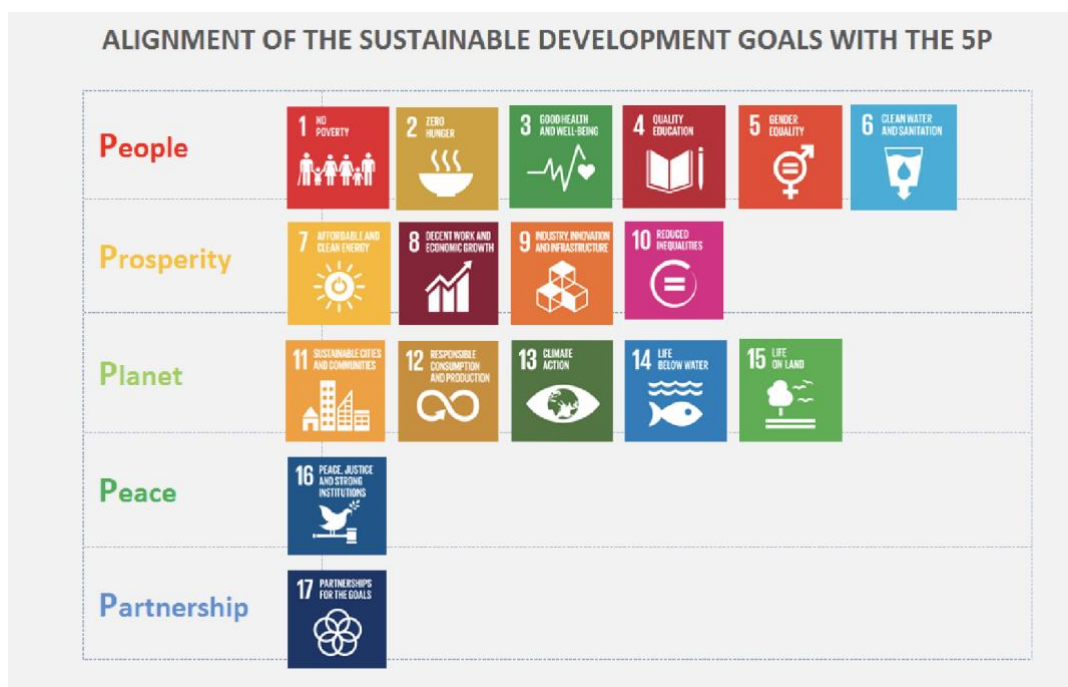 ALIGNMENT OF THE SUSTAINABLE DEVELOPMENT GOALS WITH THE 5P
People
1 NO
POVERTY
2 ZERO
HUNGER
3 GOOD HEALTH
AND WELL-BEING
4 QUALITY
EDUCATION
5 GENDER
EQUALITY
6 CLEAN WATER
AND SANITATION
Prosperity
7 AFFORDABLE AND
CLEAN ENERGY
8 DECENT WORK AND
ECONOMIC GROWTH
9 INDUSTRY, INNOVATION
AND INFRASTRUCTURE
10 REDUCED
INEQUALITIES
Planet
11 SUSTAINABLE CITIES
AND COMMUNITIES
12 RESPONSIBLE
CONSUMPTION
AND PRODUCTION
13 CLIMATE
ACTION
14 LIFE
BELOW WATER
15 LIFE
ON LAND
Peace
16 PEACE, JUSTICE
AND STRONG
INSTITUTIONS
Partnership
17 PARTNERSHIPS
FOR THE GOALS